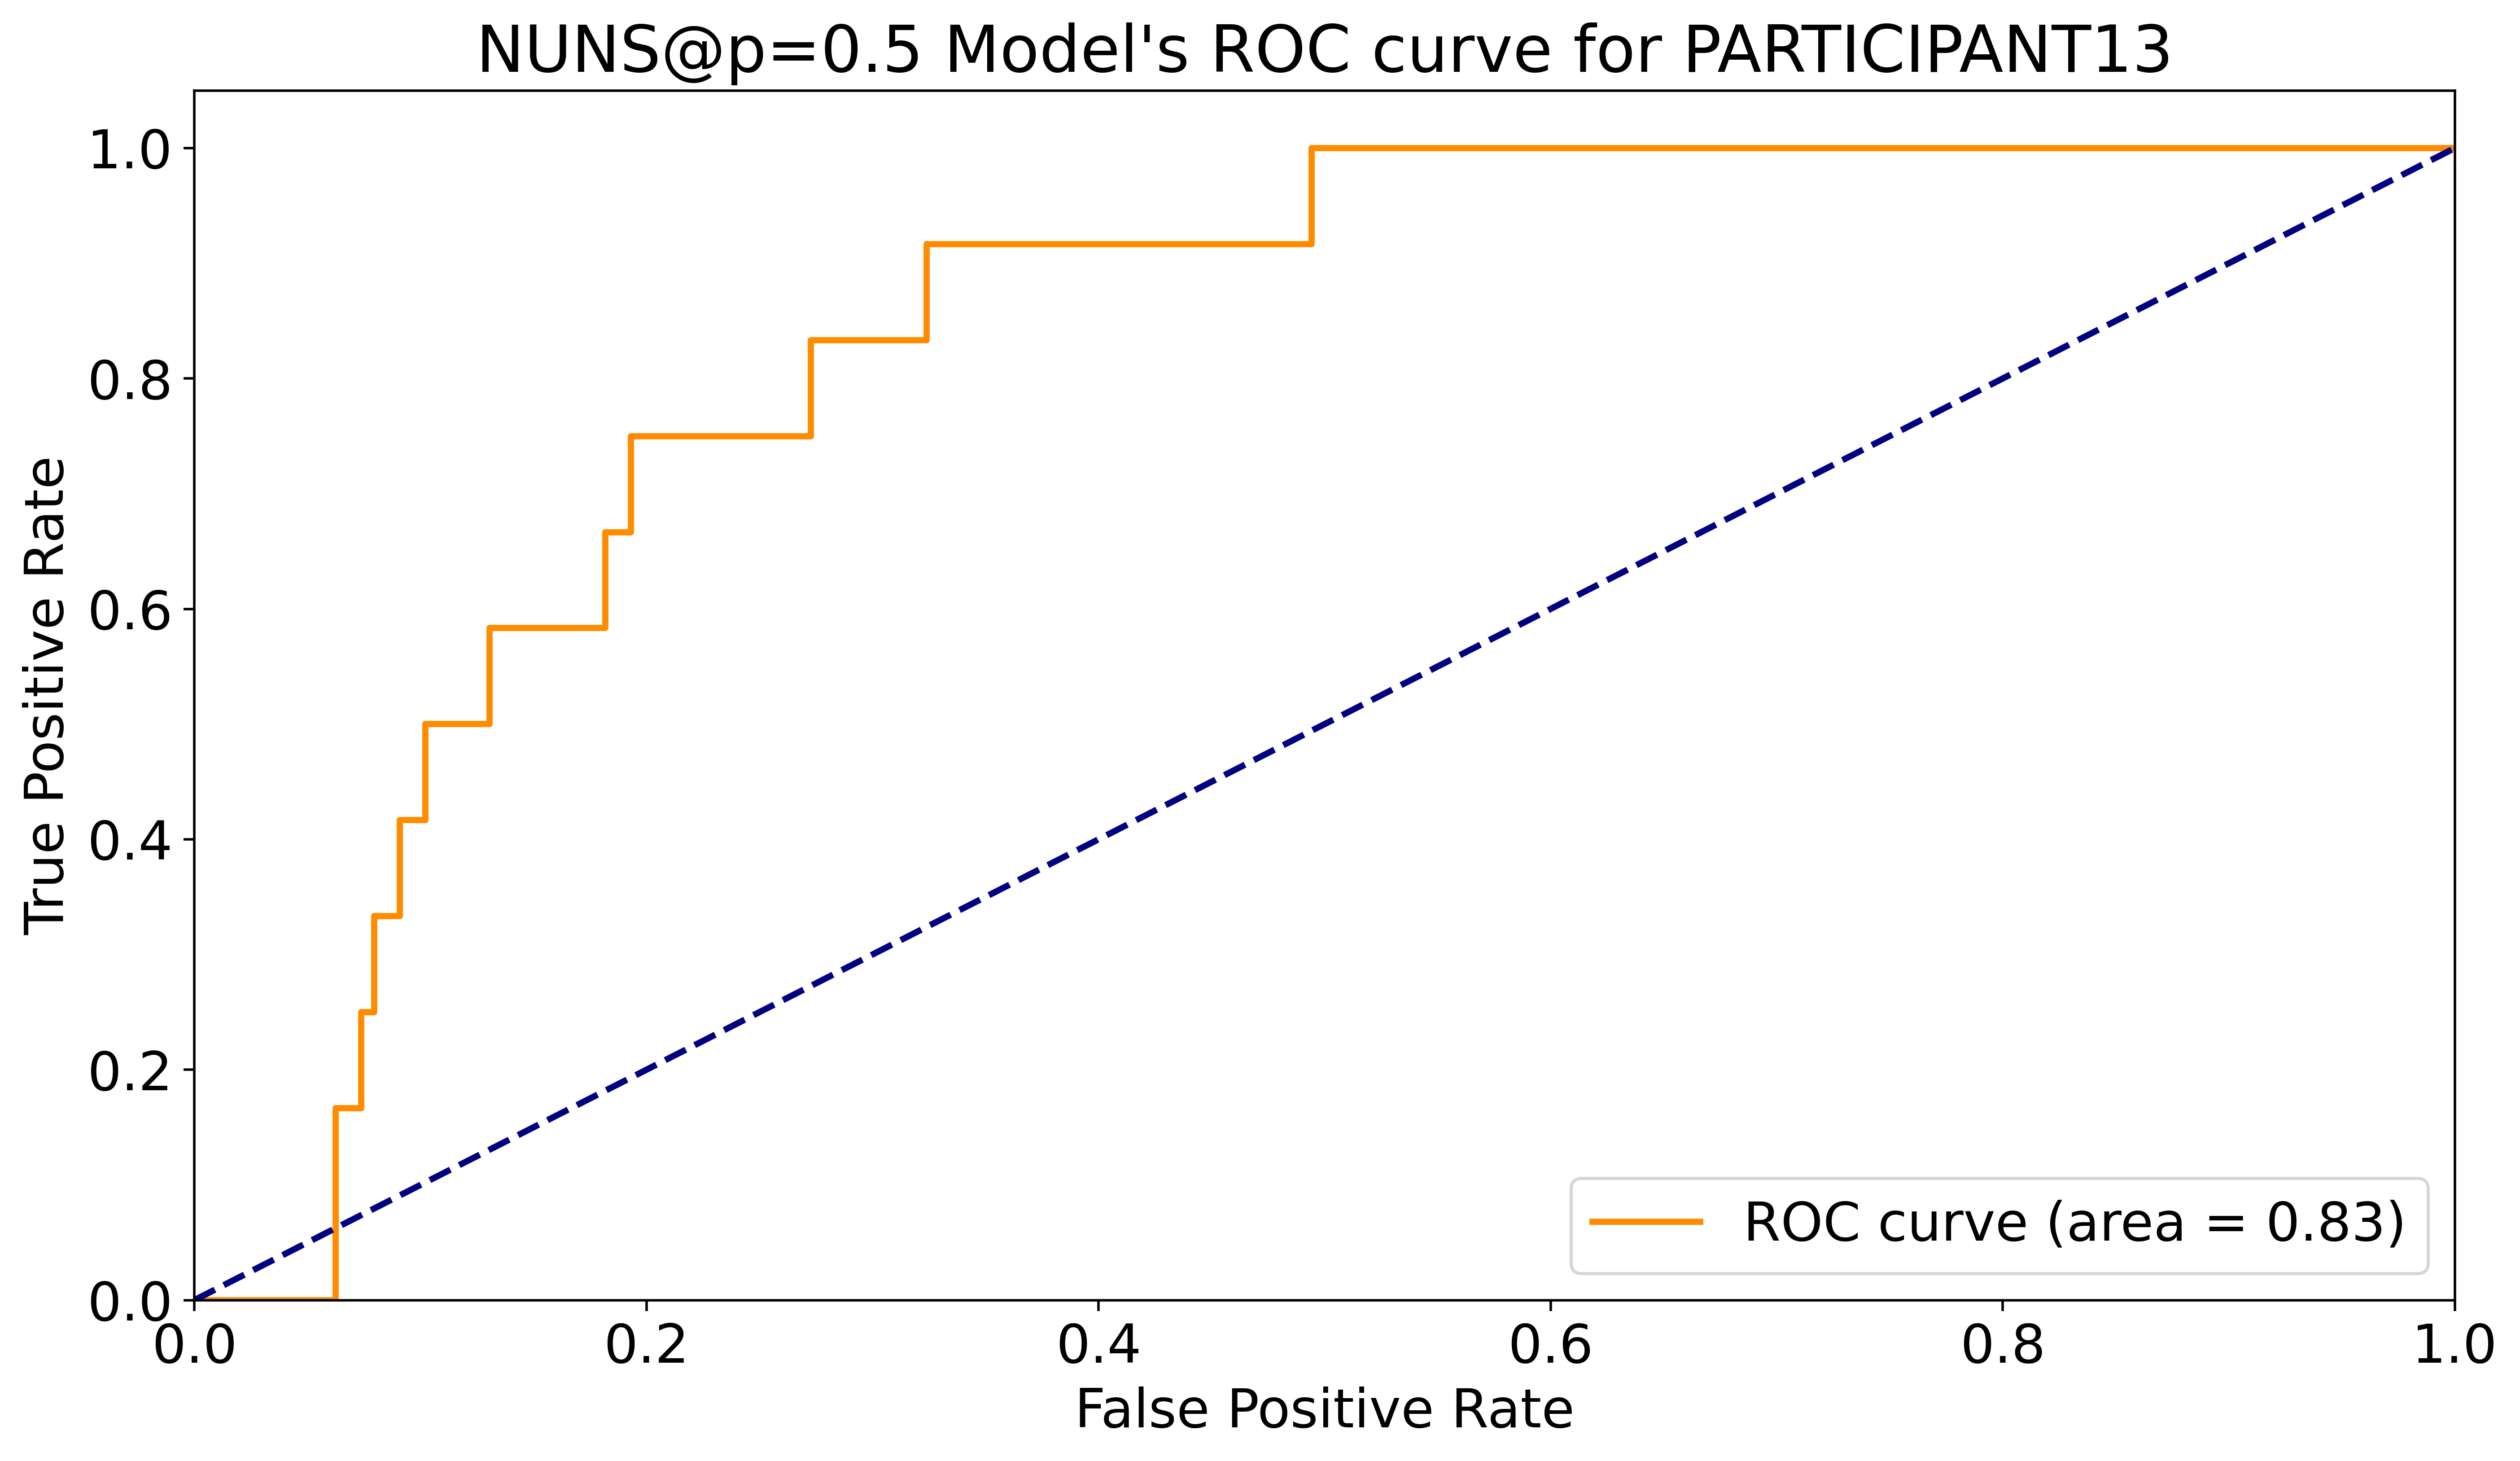 NUNS@p=0.5 Model's ROC curve for PARTICIPANT13
True Positive Rate
1.0
0.8
0.6
0.4
0.2
0.0
0.0 0.2 0.4 0.6 0.8 1.0
False Positive Rate
ROC curve (area = 0.83)